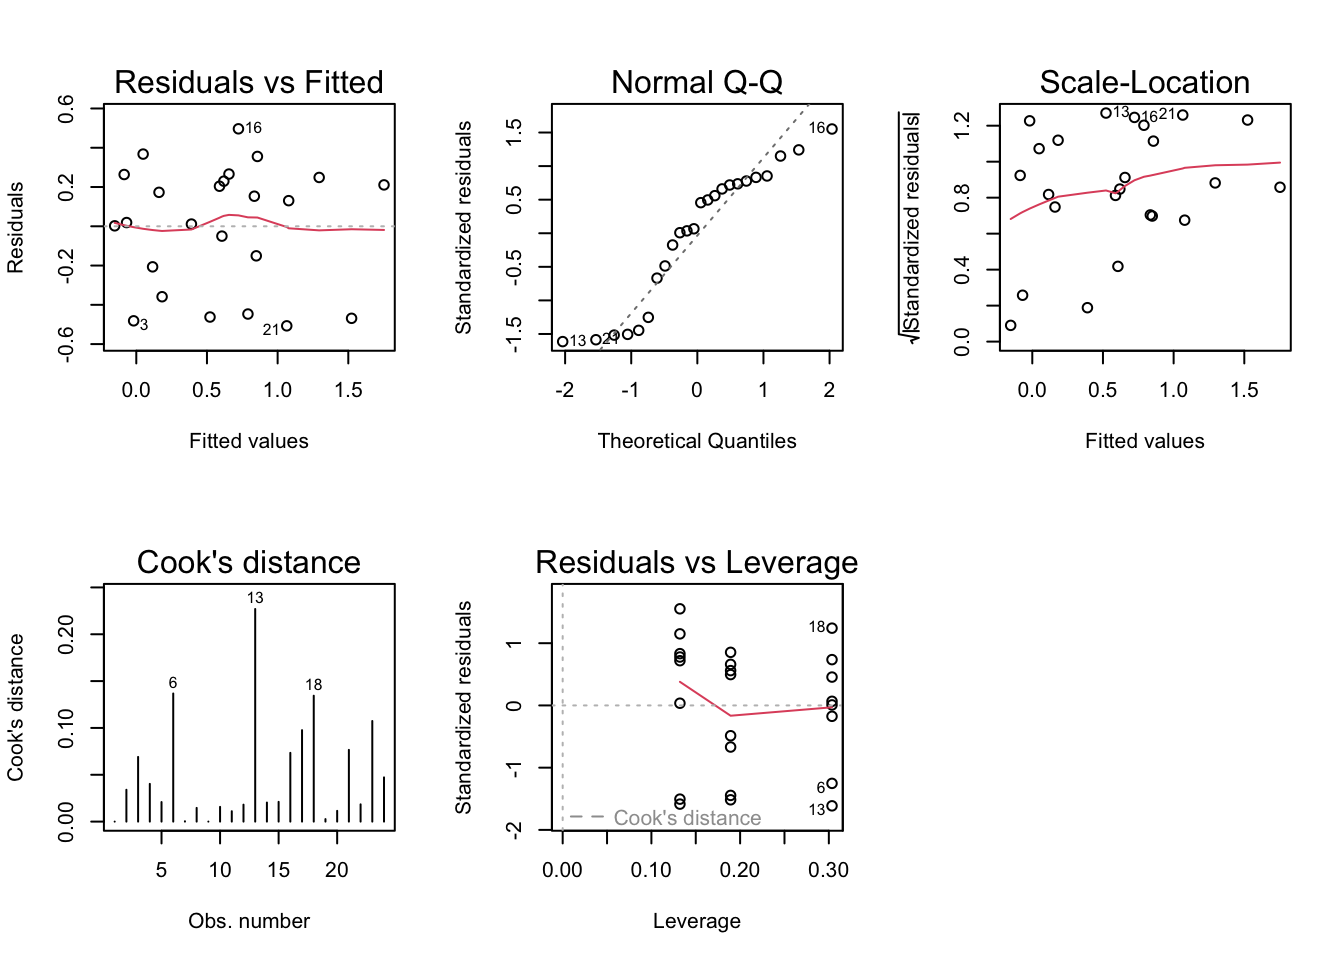 Residuals vs Fitted
Residuals
0.6
0.2
-0.2
-0.6
16
3
21
0.0 0.5 1.0 1.5
Fitted values
Normal Q-Q
Standardized residuals
1.5
0.5
-0.5
-1.5
16
13
21
-2 -1 0 1 2
Theoretical Quantiles
Scale-Location
√|Standardized residuals|
1.2
0.8
0.4
0.0
13
16
21
0.0 0.5 1.0 1.5
Fitted values
Cook's distance
Cook's distance
0.20
0.10
0.00
13
6
18
5 10 15 20
Obs. number
Residuals vs Leverage
Standardized residuals
1
0
-1
-2
18
6
13
Cook's distance
0.00 0.10 0.20 0.30
Leverage